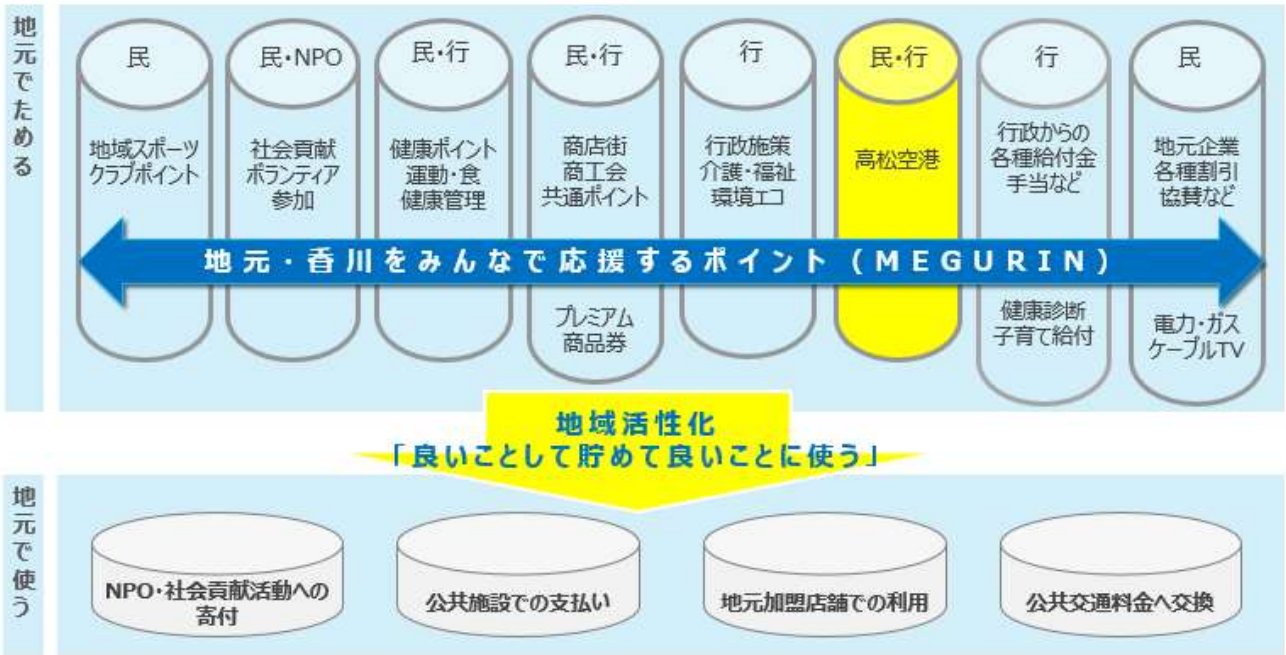 地元でためる
民
地域スポーツ
クラブポイント
民・NPO
社会貢献
ボランティア
参加
民・行
健康ポイント
運動・食
健康管理
民・行
商店街
商工会
共通ポイント
行
行政施策
介護・福祉
環境エコ
民・行
高松空港
行
行政からの
各種給付金
手当など
民
地元企業
各種割引
協賛など
地元・香川をみんなで応援するポイント（MEGURIN）
プレミアム
商品券
健康診断
子育て給付
電力・ガス
ケーブルTV
地域活性化
「良いことして貯めて良いことに使う」
地元で使う
NPO・社会貢献活動への
寄付
公共施設での支払い
地元加盟店舗での利用
公共交通料金へ交換